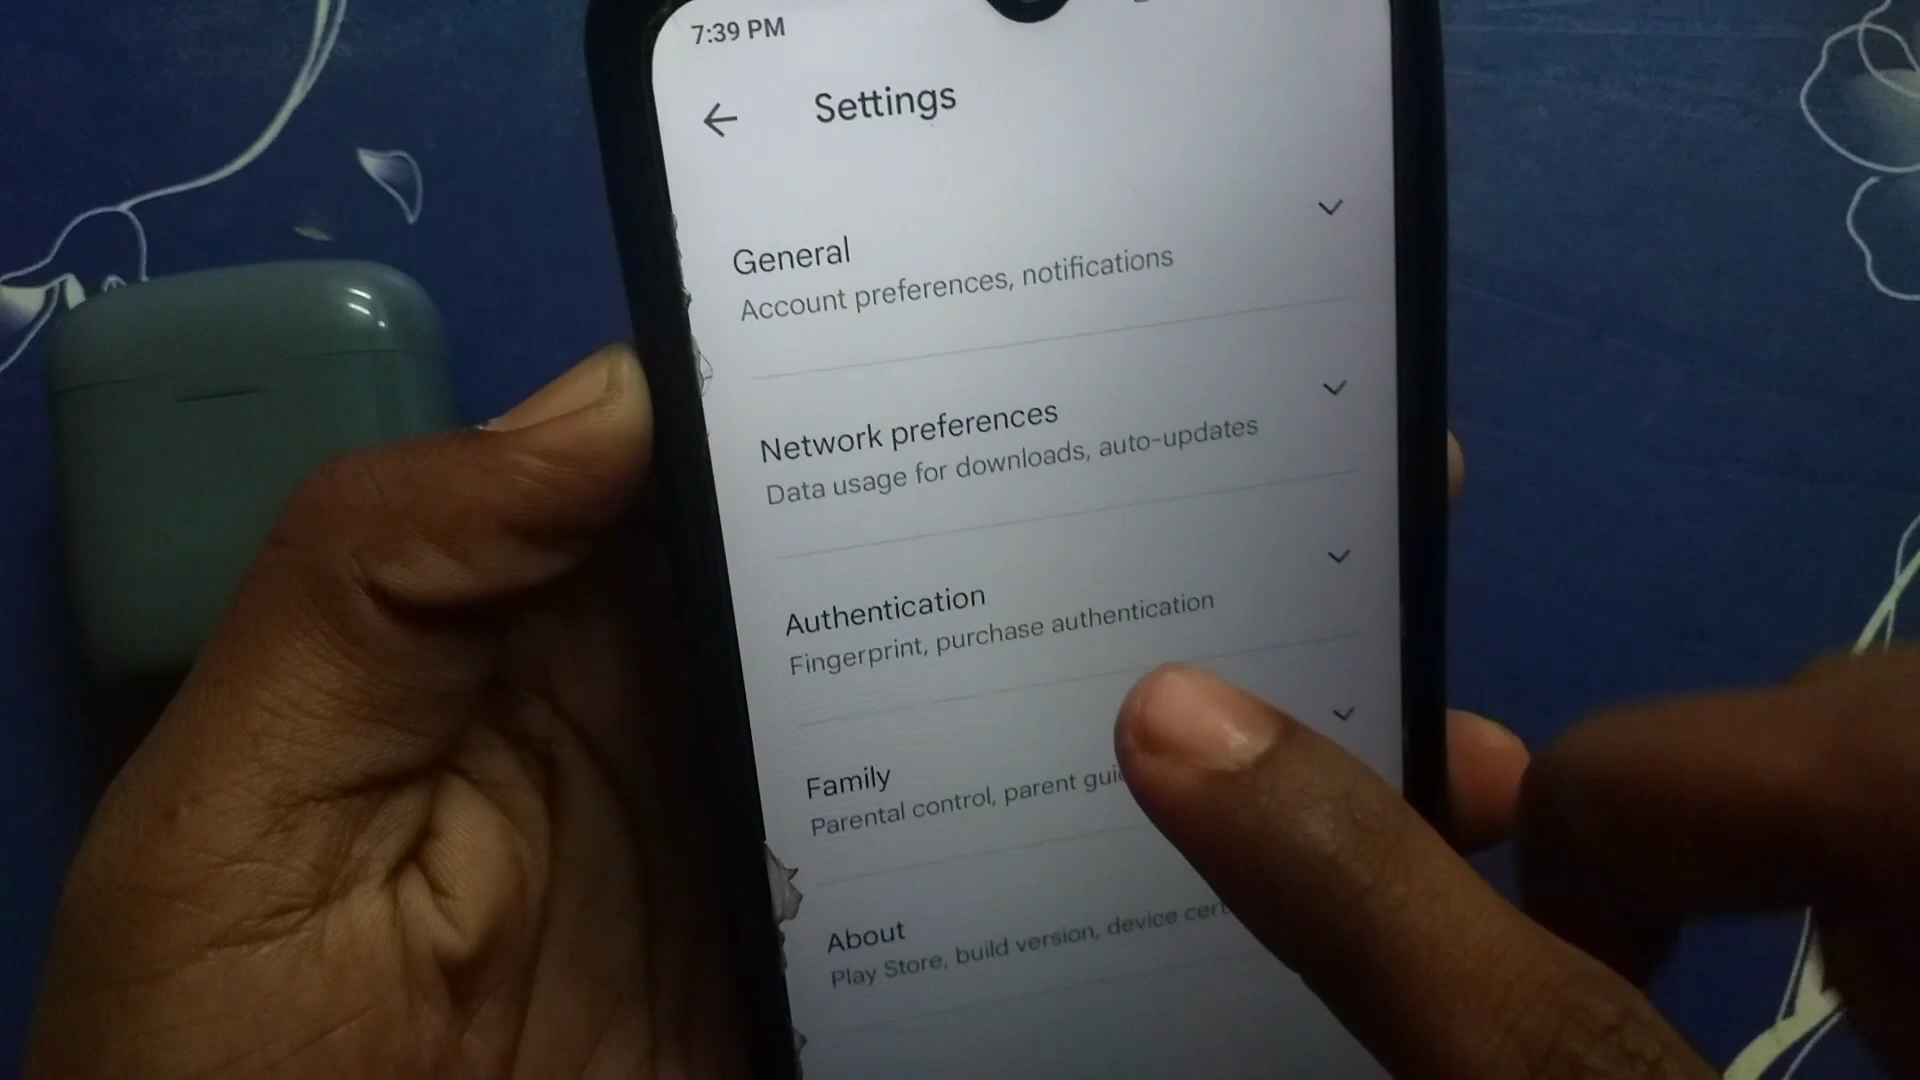 7:39 PM
Settings
General
Account preferences, notifications
Network preferences
Data usage for downloads, auto-updates
Authentication
Fingerprint, purchase authentication
Family
Parental control, parent
About
Play Store, build version, device